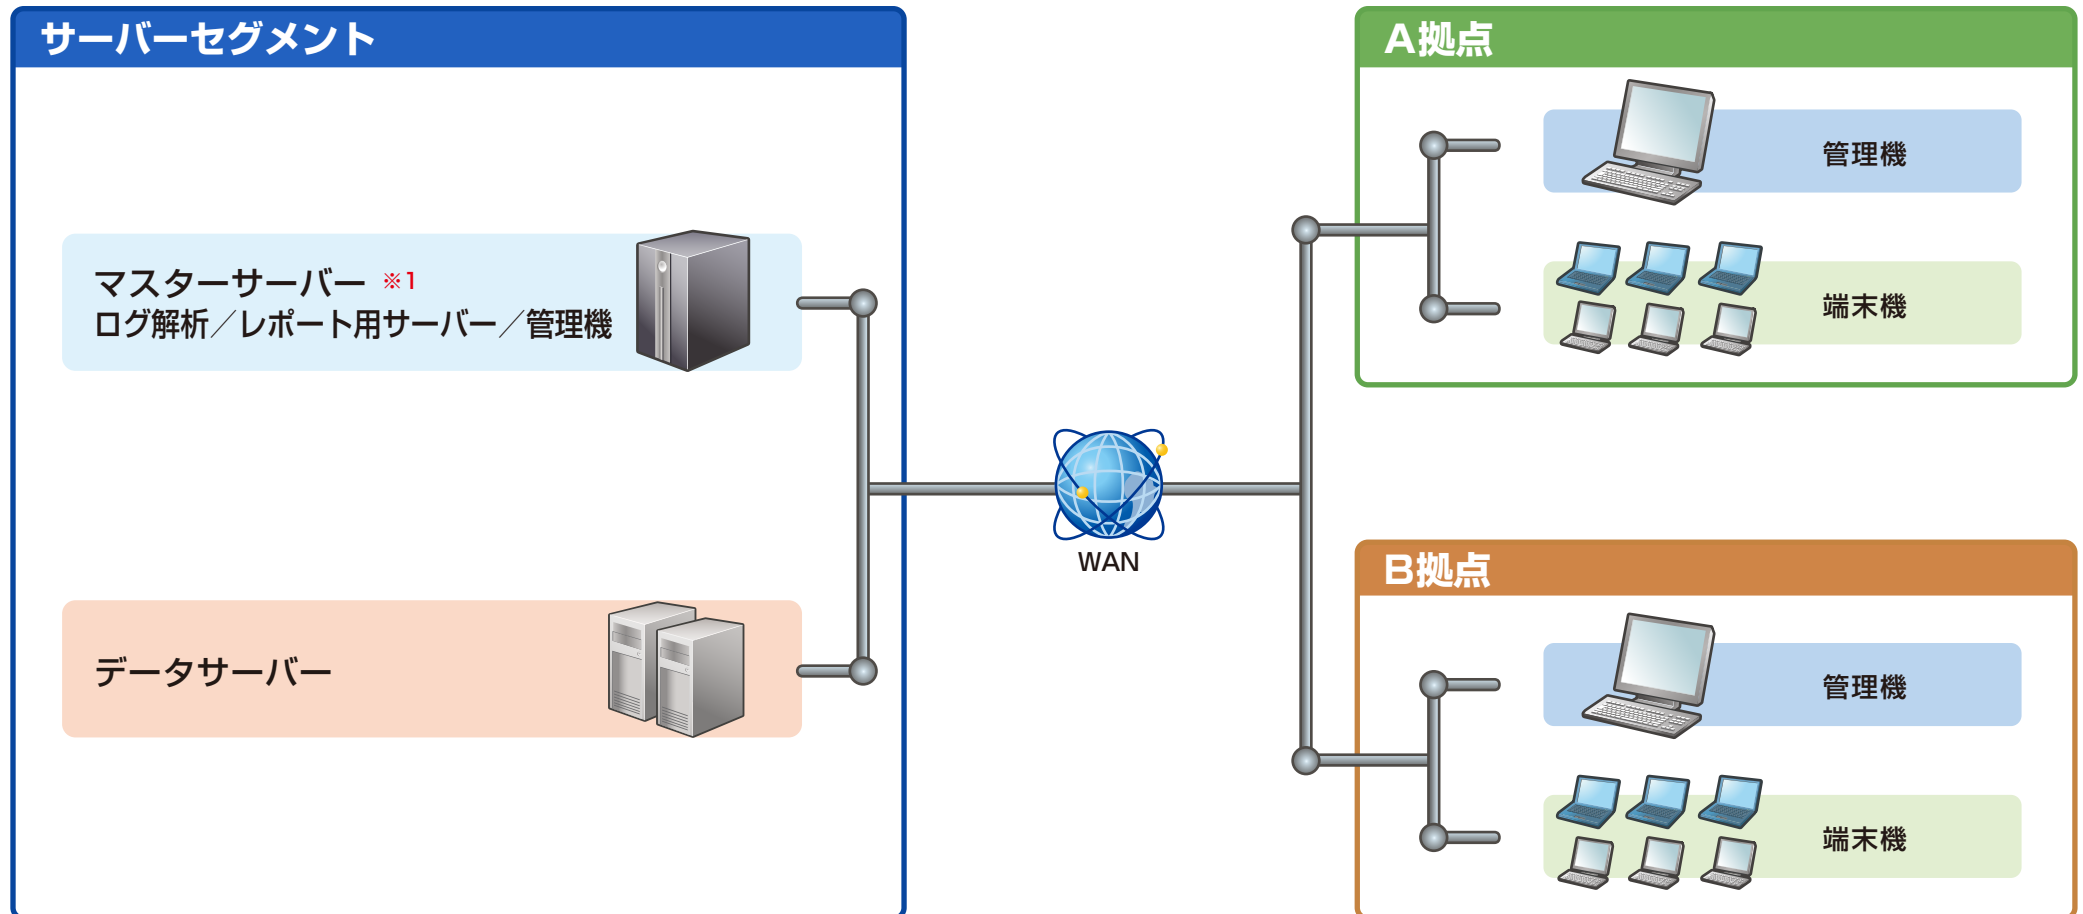 サーバーセグメント
マスターサーバー ※1
ログ解析／レポート用サーバー／管理機
データサーバー
WAN
A拠点
管理機
端末機
B拠点
管理機
端末機